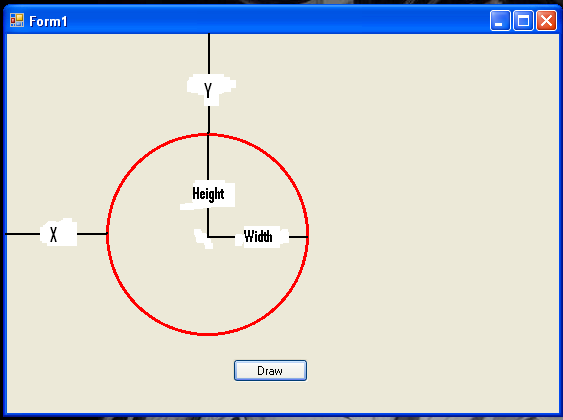 Form1
Y
Height
X
Width
Draw